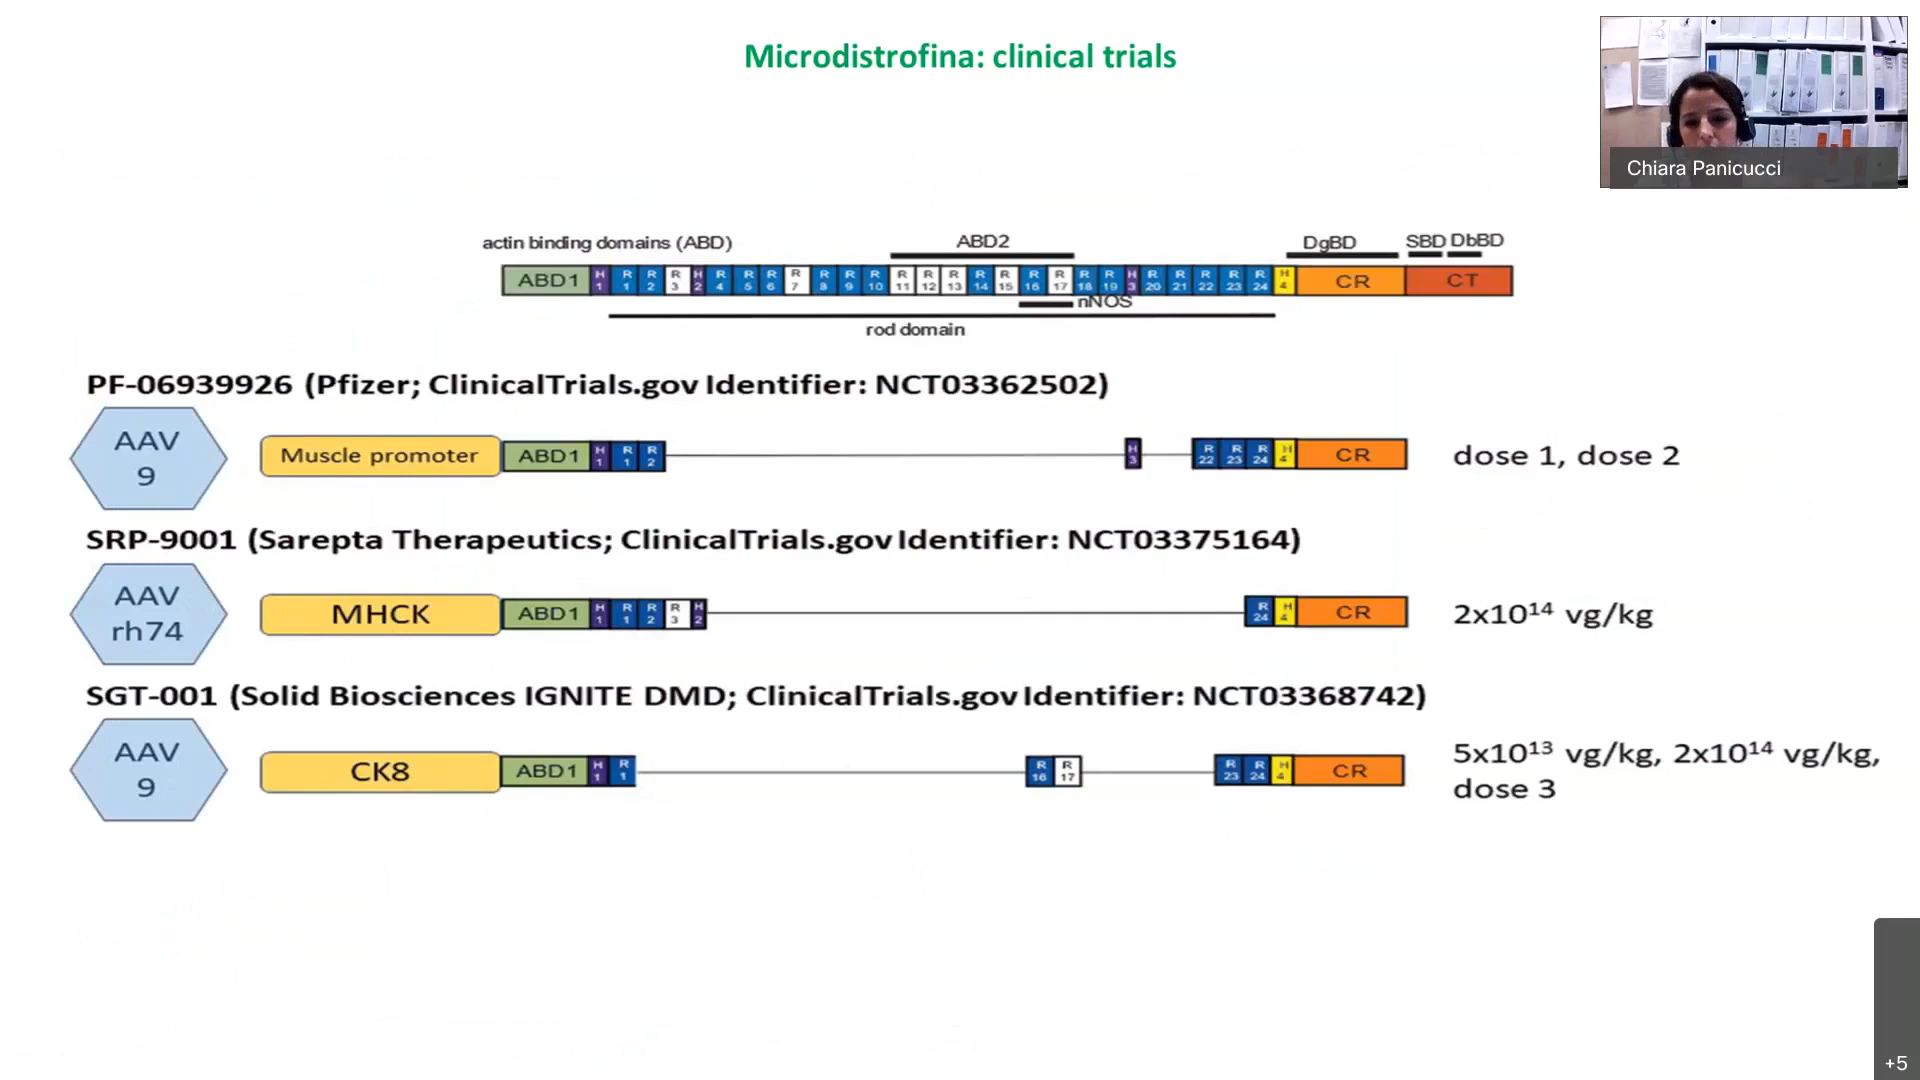 Microdistrofina: clinical trials
Chiara Panicucci
actin binding domains (ABD) ABD2 DgBD SBD DbBD
ABD1 H1 R1 R2 R3 H2 R4 R5 R6 R7 R8 R9 R10 R11 R12 R13 R14 R15 R16 R17 R18 R19 H3 R20 R21 R22 R23 R24 H4 CR CT
nNOS
rod domain
PF-06939926 (Pfizer; ClinicalTrials.gov Identifier: NCT03362502)
AAV
9
Muscle promoter ABD1 H1 R1 R2 H3 R22 R23 R24 H4 CR dose 1, dose 2
SRP-9001 (Sarepta Therapeutics; ClinicalTrials.gov Identifier: NCT03375164)
AAV
rh74
MHCK ABD1 H1 R1 R2 R3 H2 R24 H4 CR 2x10¹⁴ vg/kg
SGT-001 (Solid Biosciences IGNITE DMD; ClinicalTrials.gov Identifier: NCT03368742)
AAV
9
CK8 ABD1 H1 R1 R16 R17 R23 R24 H4 CR 5x10¹³ vg/kg, 2x10¹⁴ vg/kg,
dose 3
+5